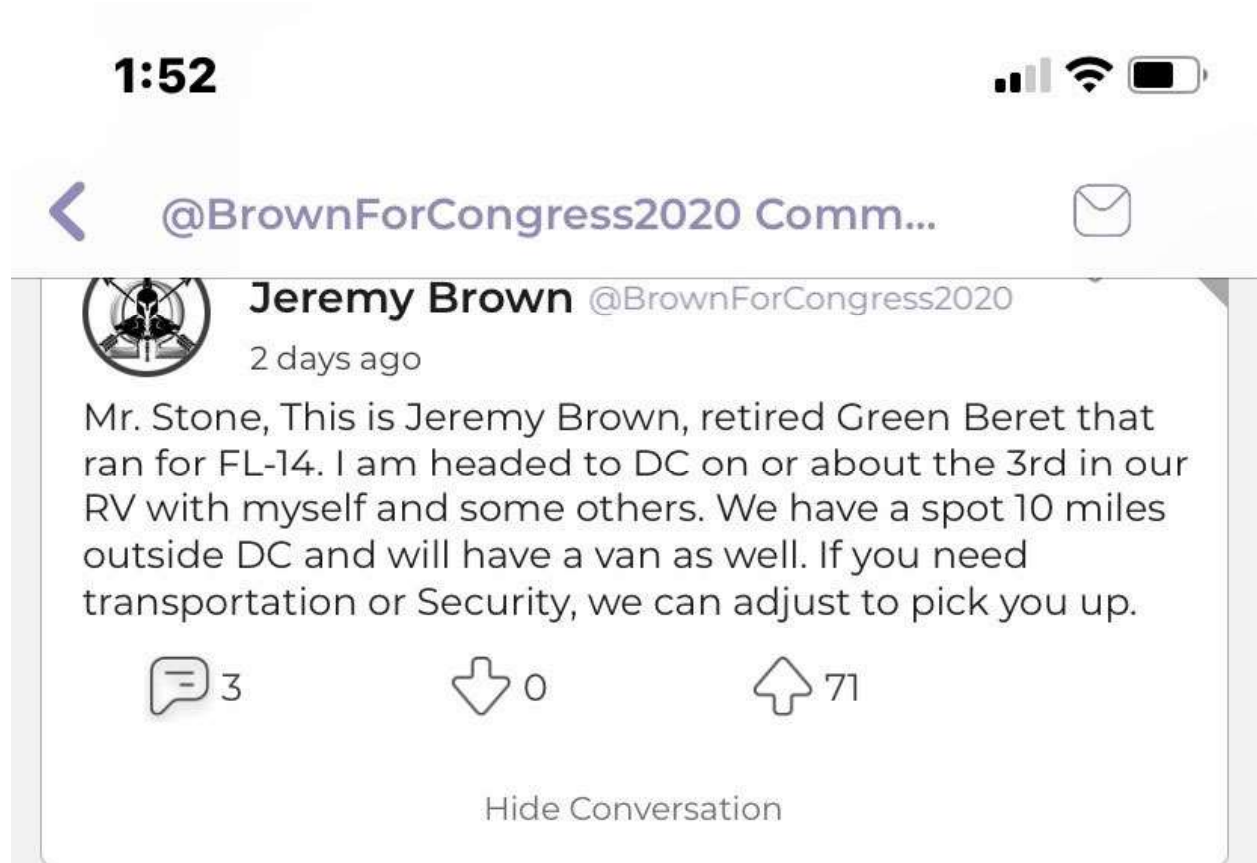 1:52
@BrownForCongress2020 Comm...
Jeremy Brown @BrownForCongress2020
2 days ago
Mr. Stone, This is Jeremy Brown, retired Green Beret that
ran for FL-14. I am headed to DC on or about the 3rd in our
RV with myself and some others. We have a spot 10 miles
outside DC and will have a van as well. If you need
transportation or Security, we can adjust to pick you up.
3 0 71
Hide Conversation